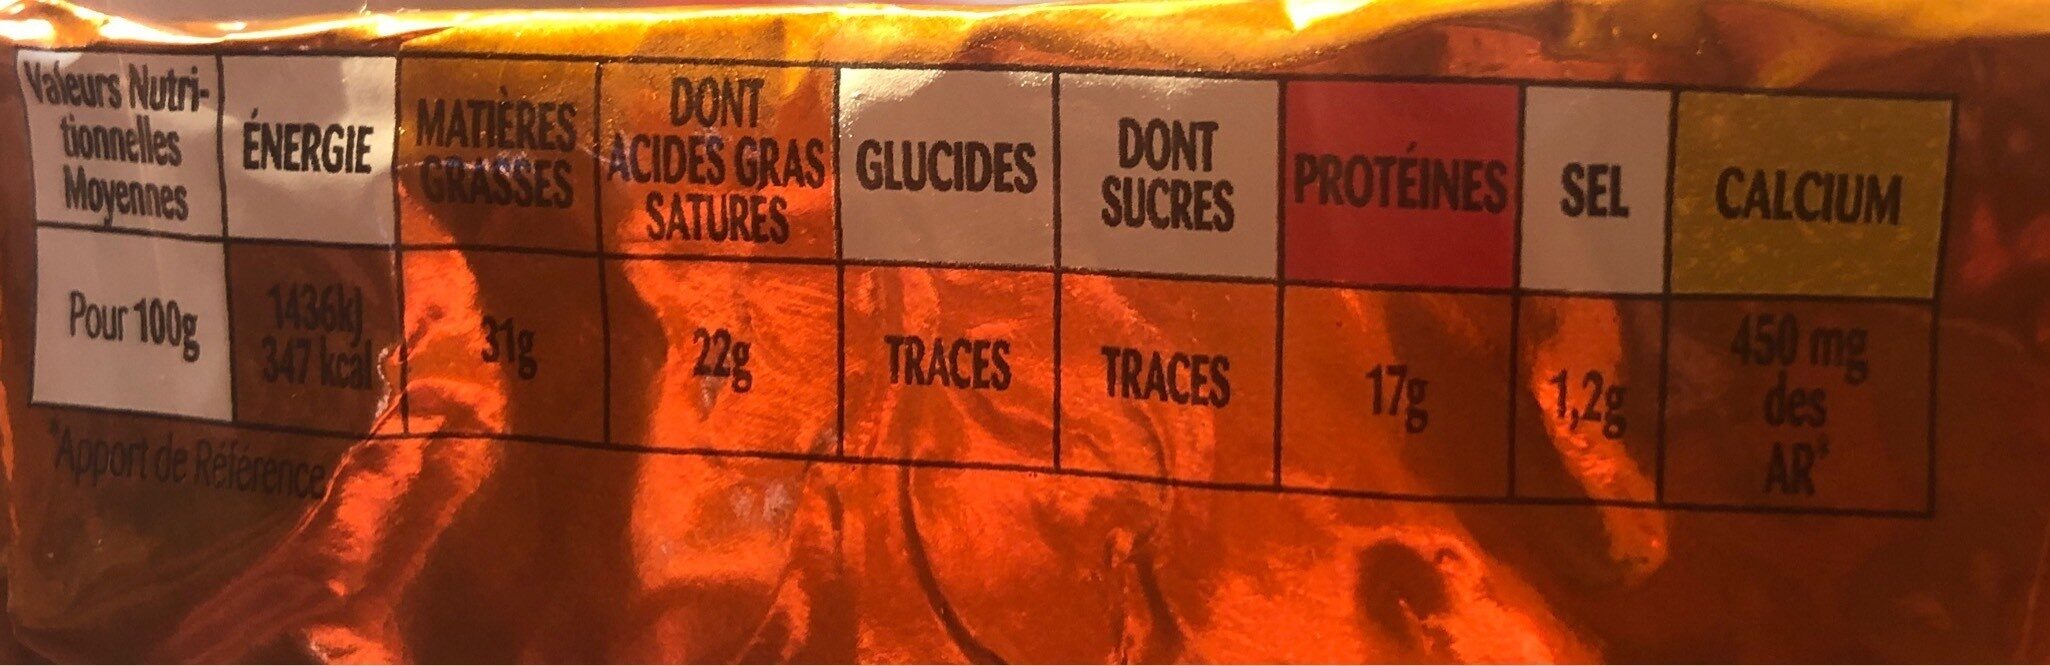 Valeurs Nutri-
tionnelles
Moyennes
ÉNERGIE
MATIÈRES
GRASSES
DONT
ACIDES GRAS
SATURÉS
GLUCIDES
DONT
SUCRES
PROTÉINES
SEL
CALCIUM
Pour 100g
1436kJ
347 kcal
31g
22g
TRACES
TRACES
17g
1,2g
450 mg
des
AR*
*Apport de Référence